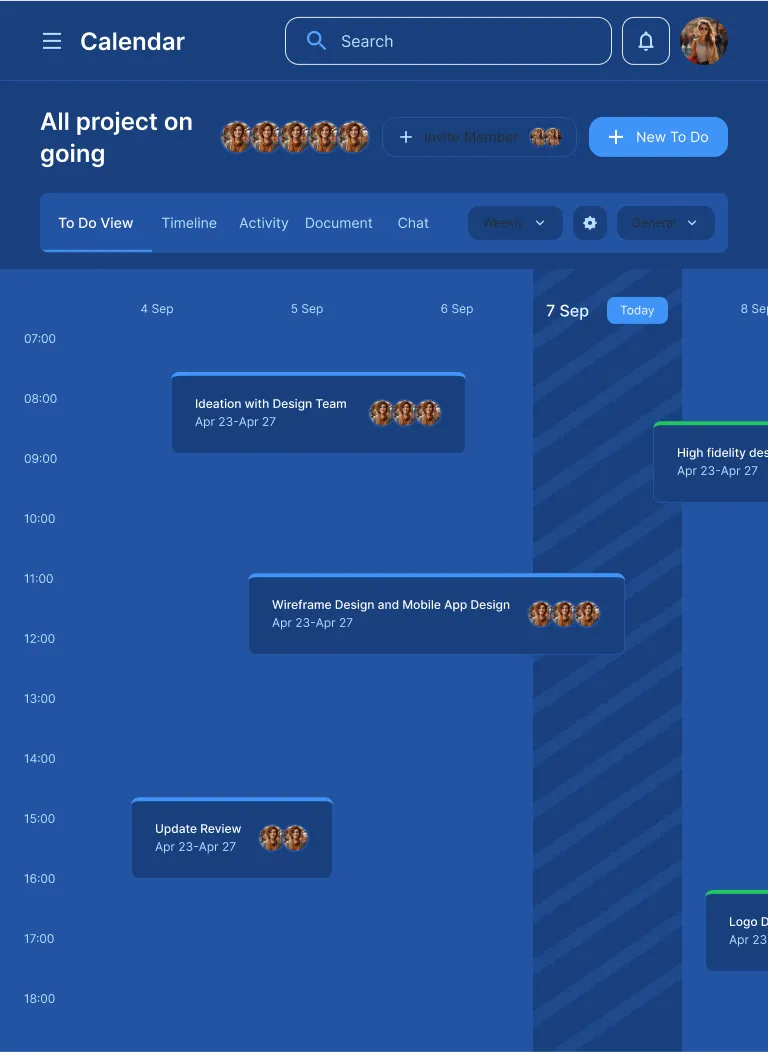 Calendar
Search
All project on
going
Invite Member
New To Do
To Do View
Timeline
Activity
Document
Chat
Weekly
General
4 Sep
5 Sep
6 Sep
7 Sep
Today
8 Sep
07:00
08:00
09:00
10:00
11:00
12:00
13:00
14:00
15:00
16:00
17:00
18:00
Ideation with Design Team
Apr 23-Apr 27
High fidelity des
Apr 23-Apr 27
Wireframe Design and Mobile App Design
Apr 23-Apr 27
Update Review
Apr 23-Apr 27
Logo D
Apr 23